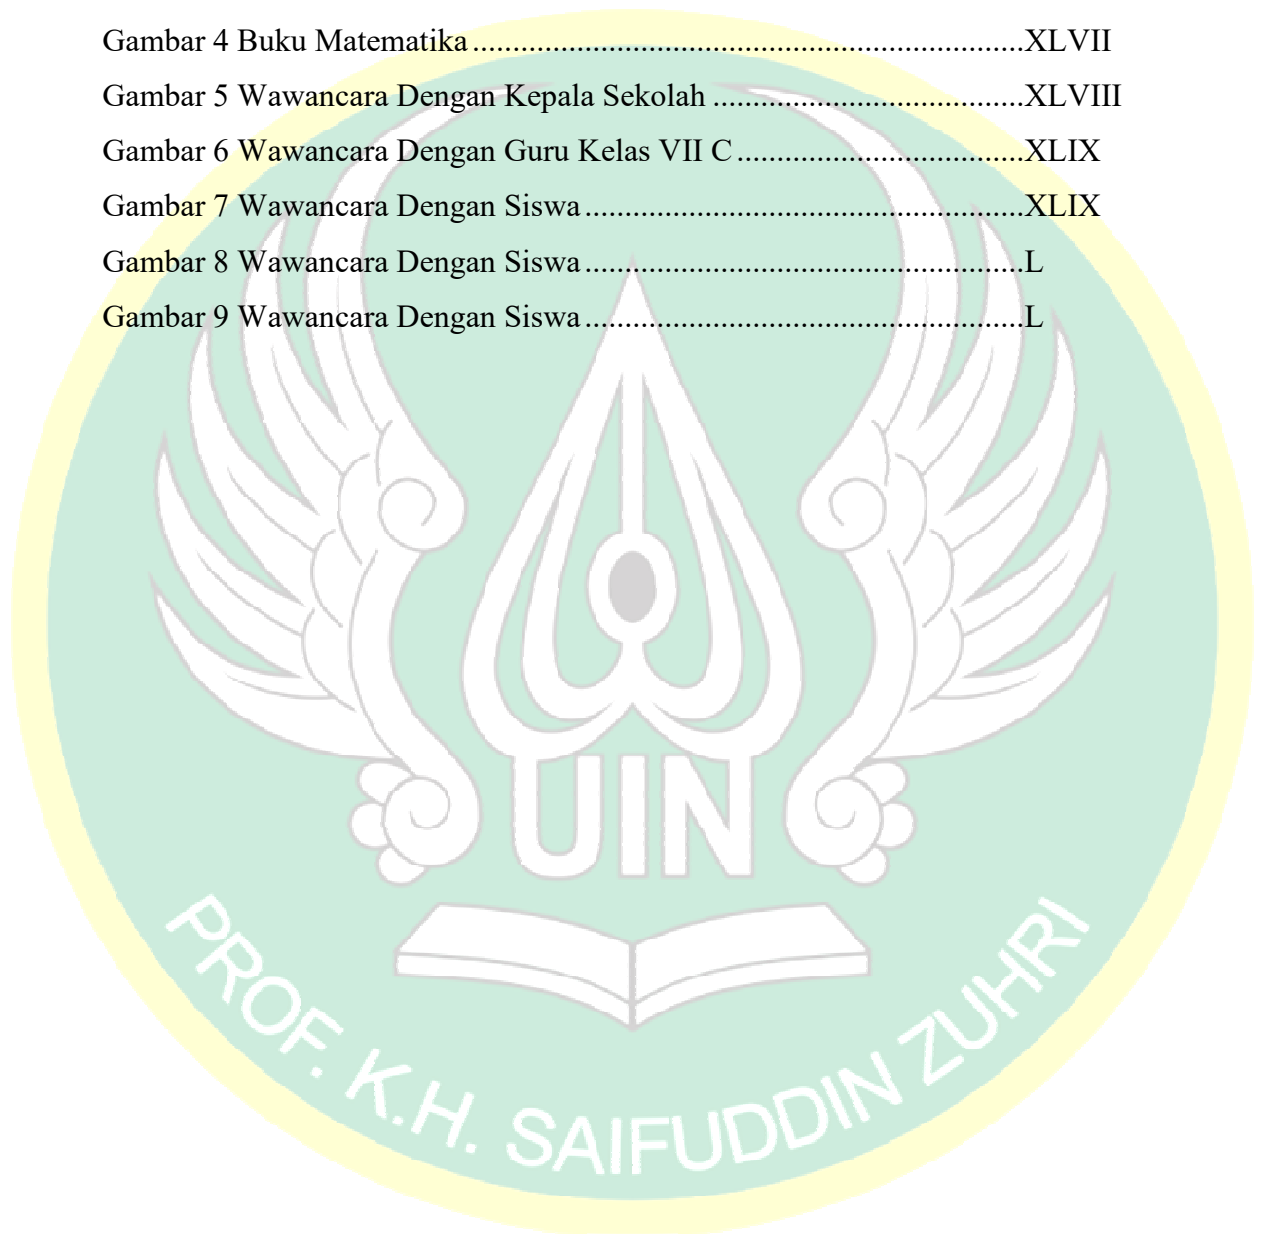 Gambar 4 Buku Matematika....................................................................XLVII
Gambar 5 Wawancara Dengan Kepala Sekolah ......................................XLVIII
Gambar 6 Wawancara Dengan Guru Kelas VII C...................................XLIX
Gambar 7 Wawancara Dengan Siswa......................................................XLIX
Gambar 8 Wawancara Dengan Siswa......................................................L
Gambar 9 Wawancara Dengan Siswa......................................................L
UIN
PROF. K.H. SAIFUDDIN ZUHRI